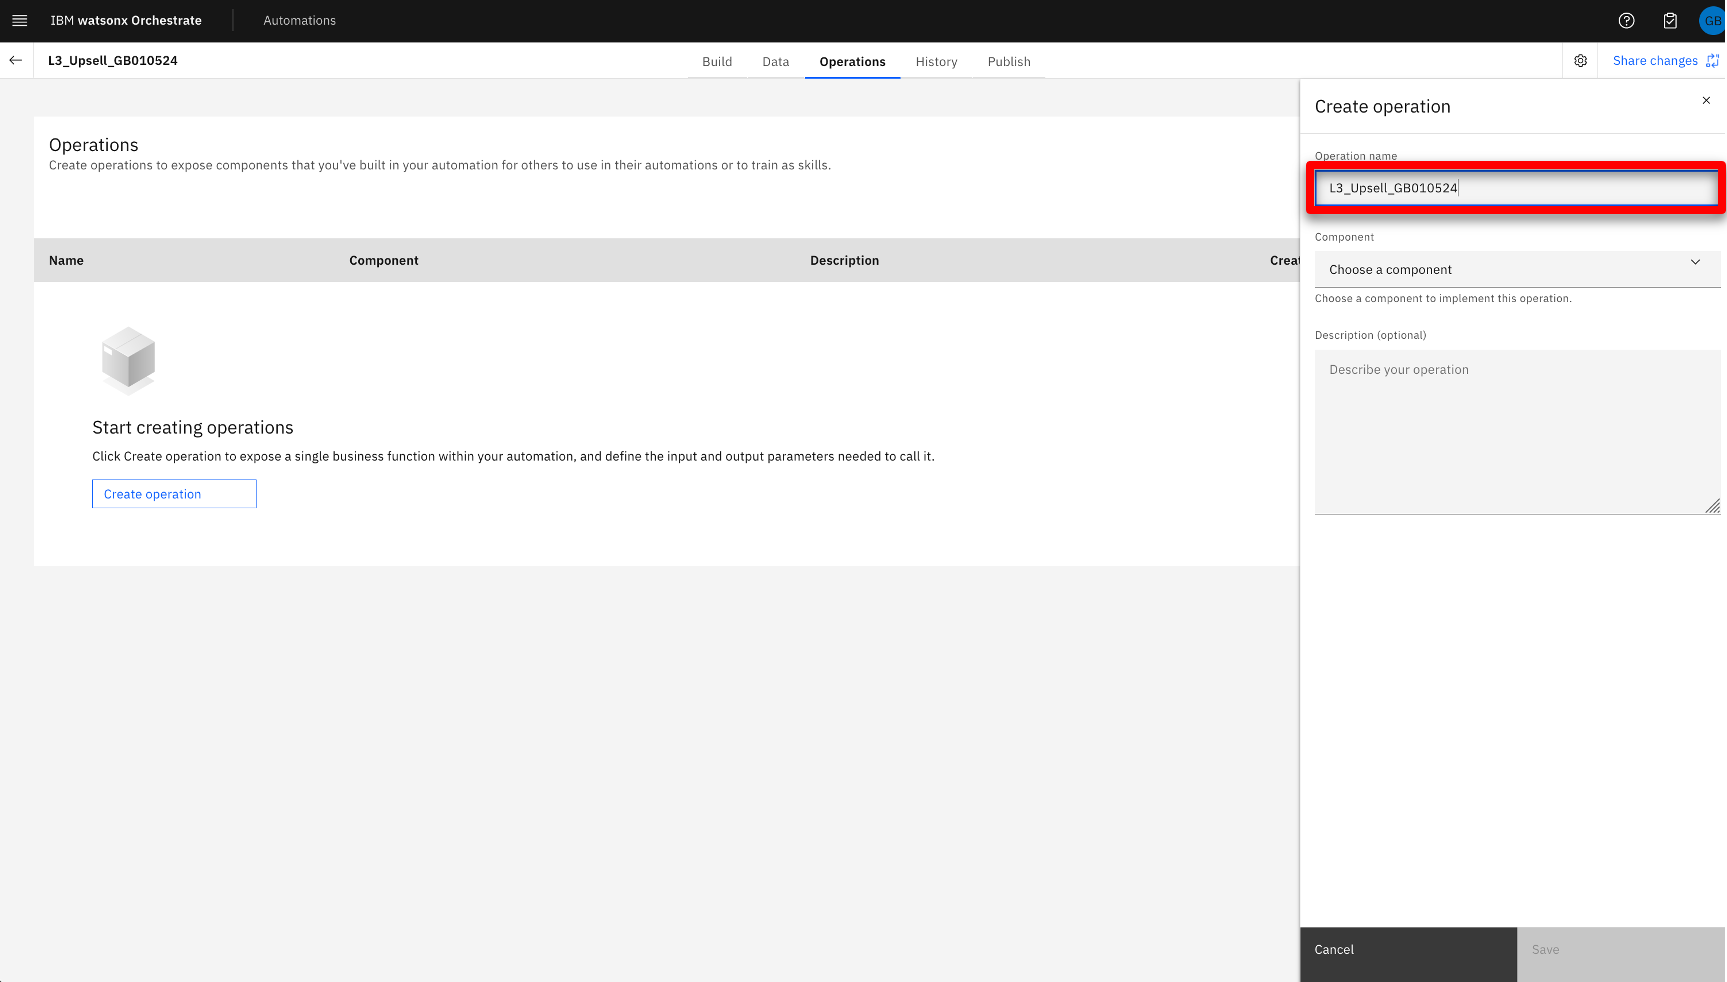 IBM watsonx Orchestrate
Automations
GB
L3_Upsell_GB010524
Build
Data
Operations
History
Publish
Share changes
Create operation
Operations
Create operations to expose components that you've built in your automation for others to use in their automations or to train as skills.
Operation name
L3_Upsell_GB010524
Component
Choose a component
Choose a component to implement this operation.
Description (optional)
Describe your operation
Name
Component
Description
Creat
Start creating operations
Click Create operation to expose a single business function within your automation, and define the input and output parameters needed to call it.
Create operation
Cancel
Save